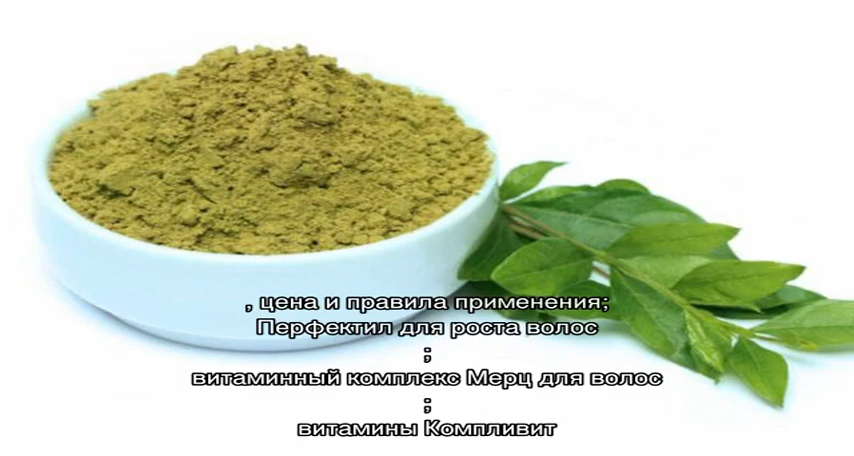 , цена и правила применения;
Перфектил для роста волос
;
витаминный комплекс Мерц для волос
;
витамины Компливит